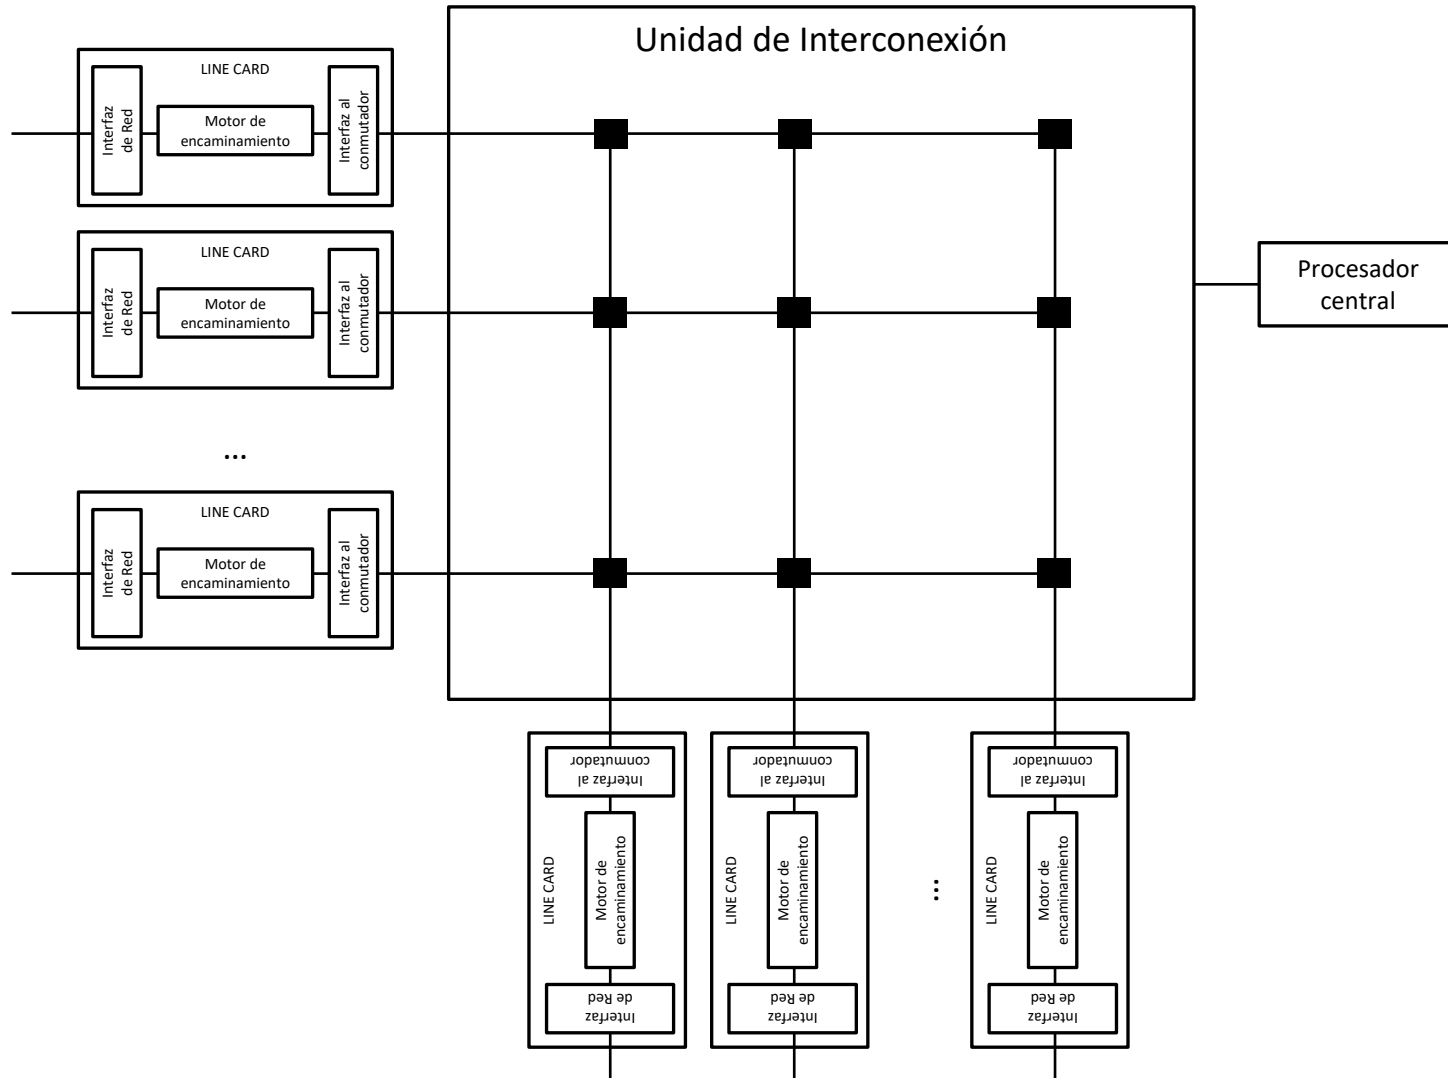 Unidad de Interconexión
LINE CARD
Interfaz
de Red
Motor de
encaminamiento
Interfaz al
conmutador
LINE CARD
Interfaz
de Red
Motor de
encaminamiento
Interfaz al
conmutador
Procesador
central
...
LINE CARD
Interfaz
de Red
Motor de
encaminamiento
Interfaz al
conmutador
Interfaz al
conmutador
LINE CARD
Motor de
encaminamiento
Interfaz
de Red
Interfaz al
conmutador
LINE CARD
Motor de
encaminamiento
Interfaz
de Red
...
Interfaz al
conmutador
LINE CARD
Motor de
encaminamiento
Interfaz
de Red